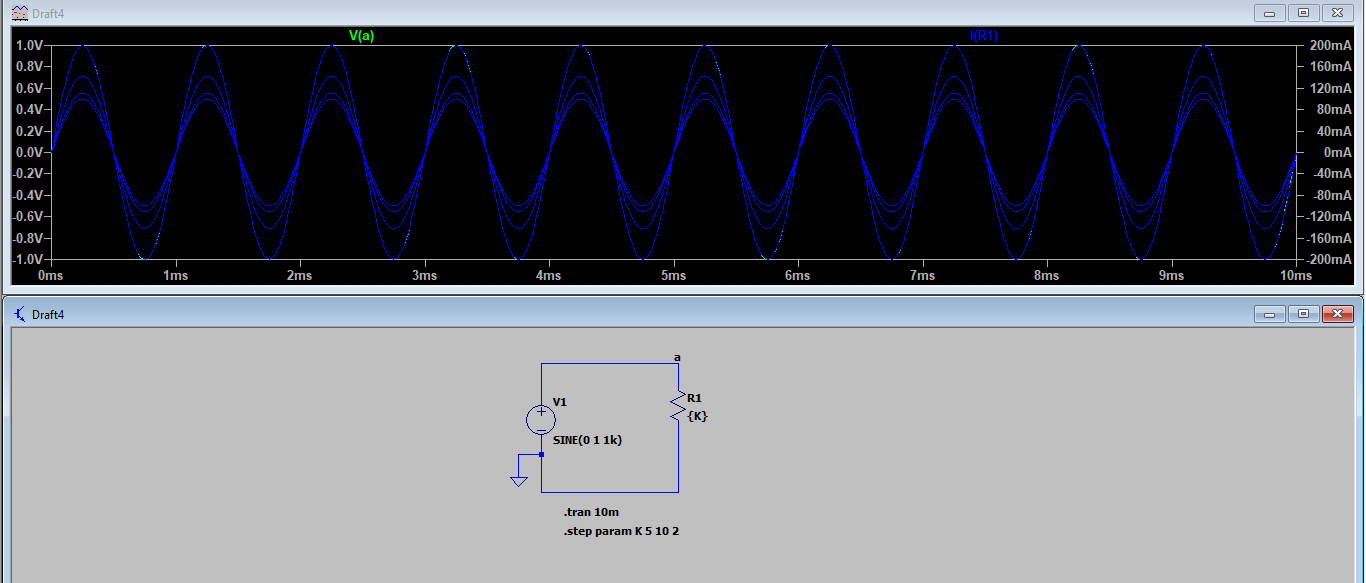 Draft4
V(a) I(R1)
1.0V 200mA
0.8V 160mA
0.6V 120mA
0.4V 80mA
0.2V 40mA
0.0V 0mA
-0.2V -40mA
-0.4V -80mA
-0.6V -120mA
-0.8V -160mA
-1.0V -200mA
0ms 1ms 2ms 3ms 4ms 5ms 6ms 7ms 8ms 9ms 10ms
Draft4
a
V1
R1
{K}
SINE(0 1 1k)
.tran 10m
.step param K 5 10 2